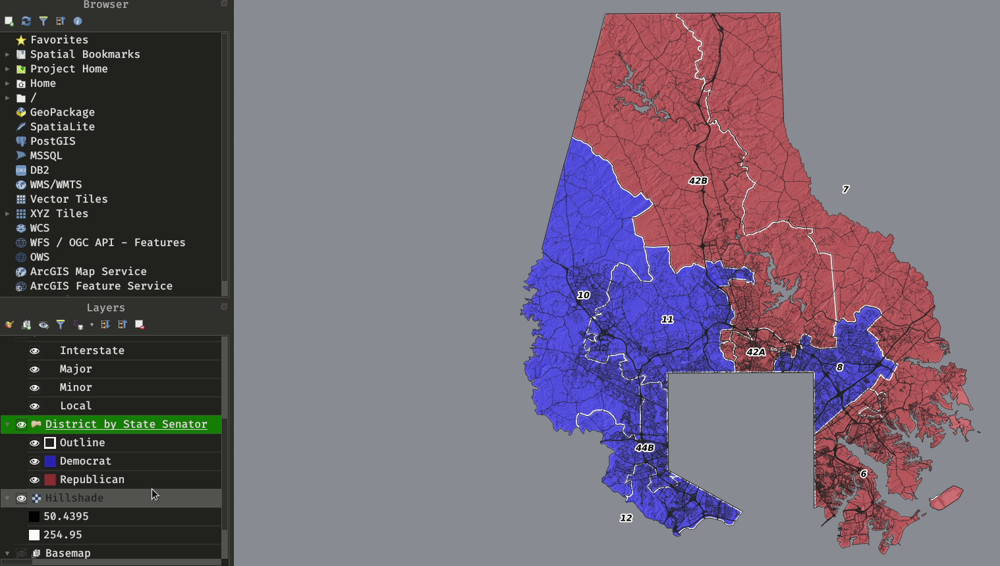 Browser
Favorites
Spatial Bookmarks
Project Home
Home
/
GeoPackage
SpatiaLite
PostGIS
MSSQL
DB2 DB2
WMS/WMTS
Vector Tiles
XYZ Tiles
WCS
WFS / OGC API - Features
OWS
ArcGIS Map Service
ArcGIS Feature Service
Layers
Interstate
Major
Minor
Local
District by State Senator
Outline
Democrat
Republican
Hillshade
50.4395
254.95
Basemap
42B
7
10
11
42A
8
44B
6
12